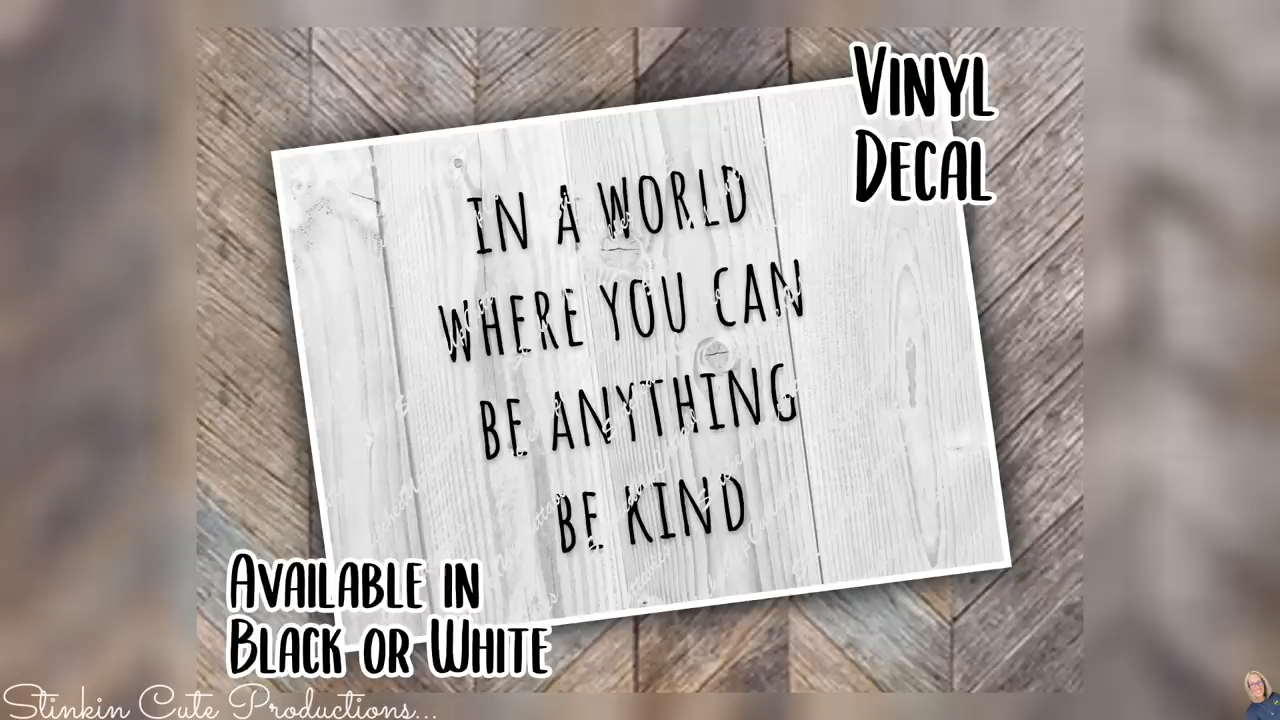 VINYL
DECAL
IN A WORLD
WHERE YOU CAN
BE ANYTHING
BE KIND
AVAILABLE IN
BLACK OR WHITE
Stinkin Cute Productions...